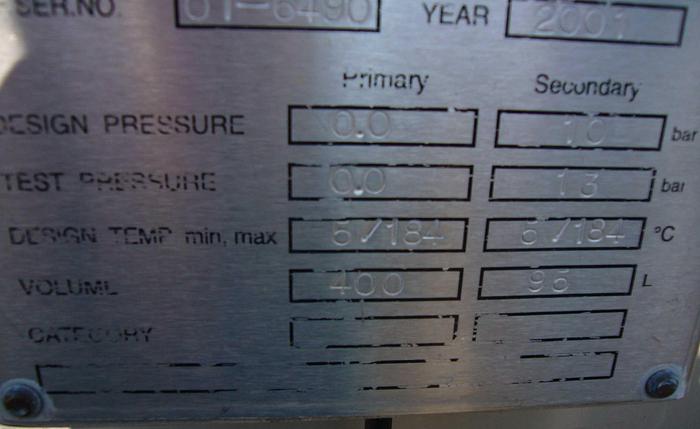 SER.NO. 01-6490 YEAR 2001
Primary Secondary
DESIGN PRESSURE 0.0 10 bar
TEST PRESSURE 0.0 13 bar
DESIGN TEMP min, max 5/184 5/184 °C
VOLUME 400 95 L
CATEGORY